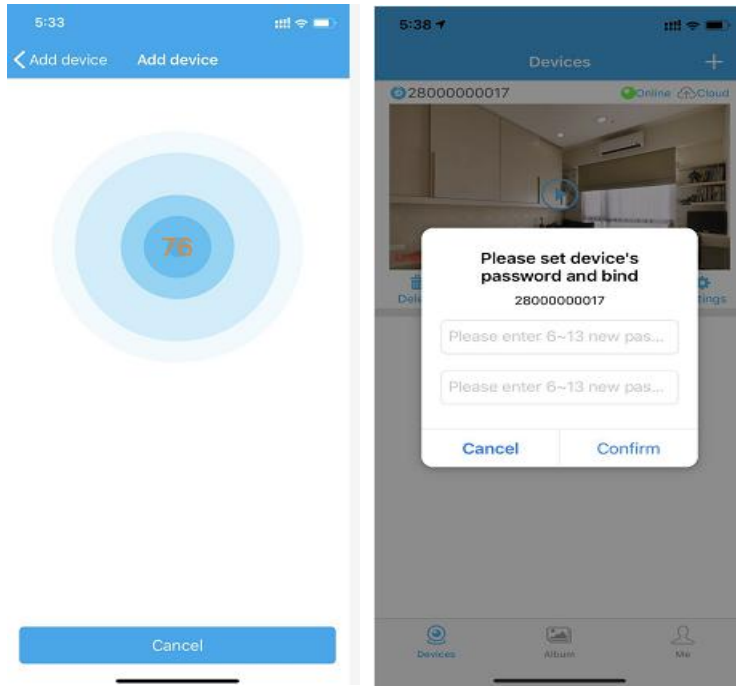 5:33
Add device
Add device
76
Cancel
5:38
Devices
28000000017
Online
Cloud
Please set device's
password and bind
28000000017
Please enter 6~13 new pas...
Please enter 6~13 new pas...
Cancel
Confirm
Dele
tings
Devices
Album
Me